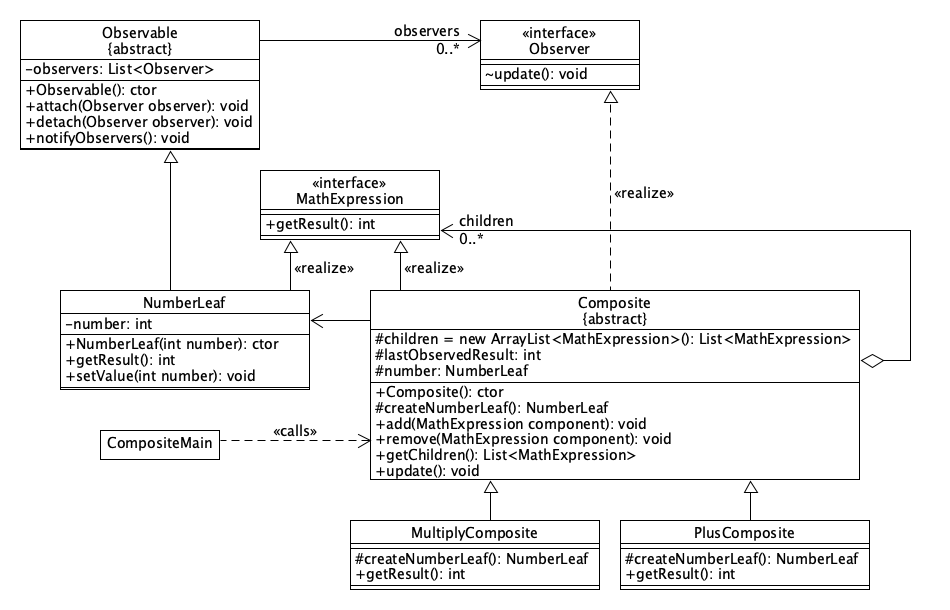 Observable
{abstract}
-observers: List<Observer>
+Observable(): ctor
+attach(Observer observer): void
+detach(Observer observer): void
+notifyObservers(): void
observers
0..*
«interface»
Observer
~update(): void
«realize»
«interface»
MathExpression
+getResult(): int
children
0..*
«realize»
«realize»
NumberLeaf
-number: int
+NumberLeaf(int number): ctor
+getResult(): int
+setValue(int number): void
Composite
{abstract}
#children = new ArrayList<MathExpression>(): List<MathExpression>
#lastObservedResult: int
#number: NumberLeaf
+Composite(): ctor
#createNumberLeaf(): NumberLeaf
+add(MathExpression component): void
+remove(MathExpression component): void
+getChildren(): List<MathExpression>
+update(): void
CompositeMain
«calls»
MultiplyComposite
#createNumberLeaf(): NumberLeaf
+getResult(): int
PlusComposite
#createNumberLeaf(): NumberLeaf
+getResult(): int